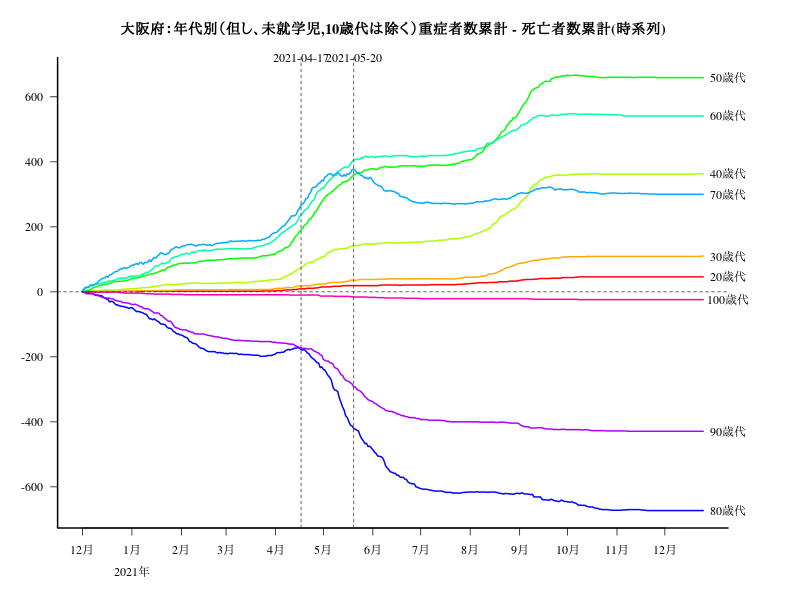 大阪府：年代別（但し、未就学児,10歳代は除く）重症者数累計 - 死亡者数累計(時系列)
2021-04-17
2021-05-20
600
400
200
0
-200
-400
-600
50歳代
60歳代
40歳代
70歳代
30歳代
20歳代
100歳代
90歳代
80歳代
12月 1月 2月 3月 4月 5月 6月 7月 8月 9月 10月 11月 12月
2021年